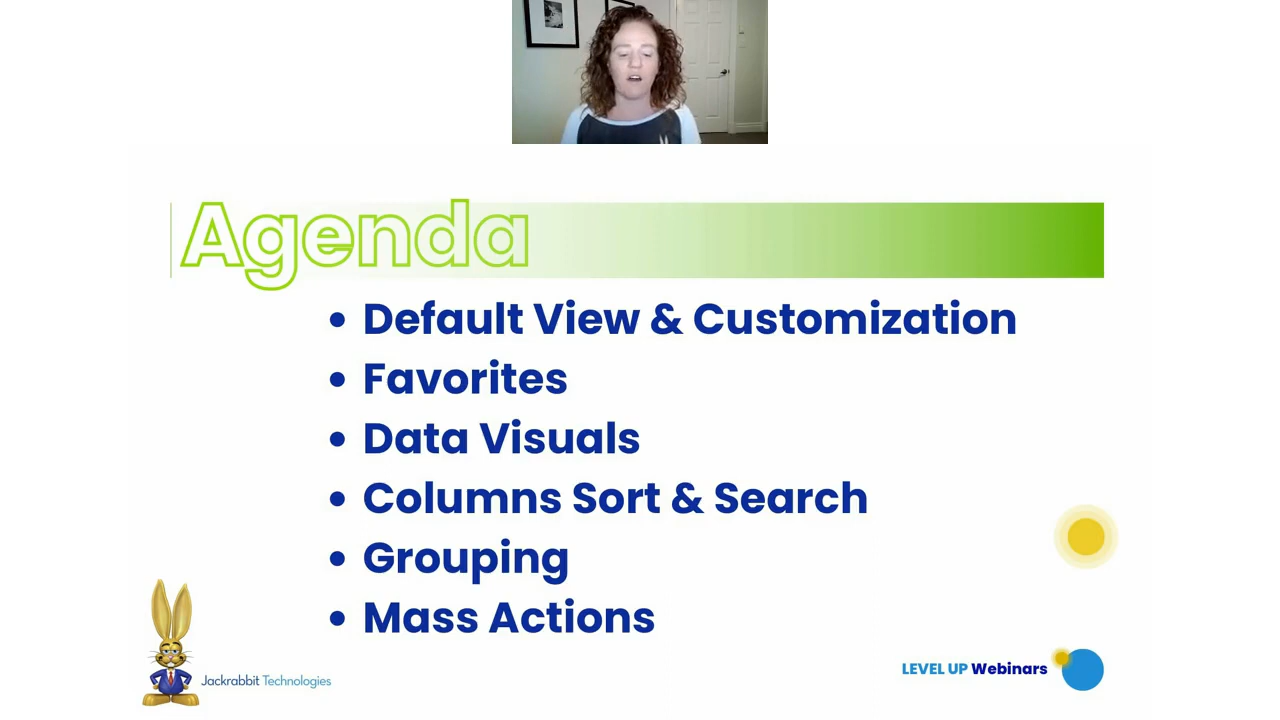 Agenda
• Default View & Customization
• Favorites
• Data Visuals
• Columns Sort & Search
• Grouping
• Mass Actions
Jackrabbit Technologies
LEVEL UP Webinars